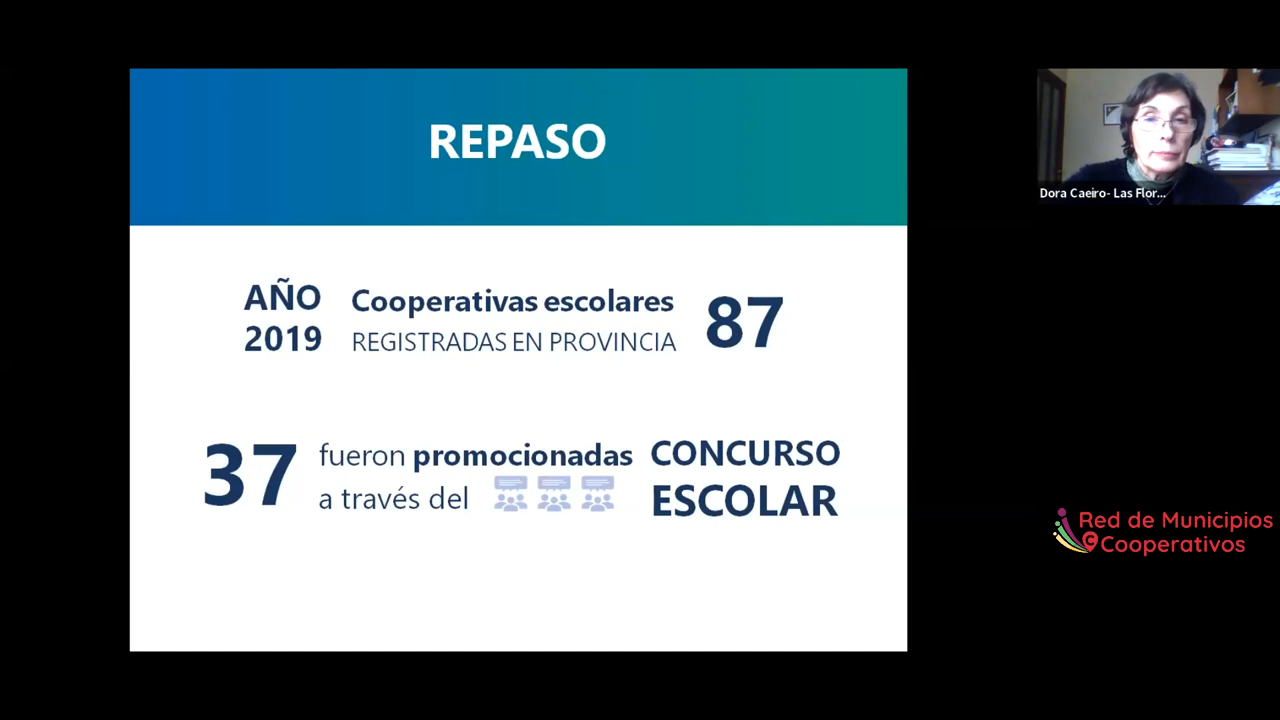 REPASO
AÑO
2019
Cooperativas escolares
REGISTRADAS EN PROVINCIA
87
37
fueron promocionadas
a través del
CONCURSO
ESCOLAR
Dora Caeiro- Las Flor...
Red de Municipios
Cooperativos